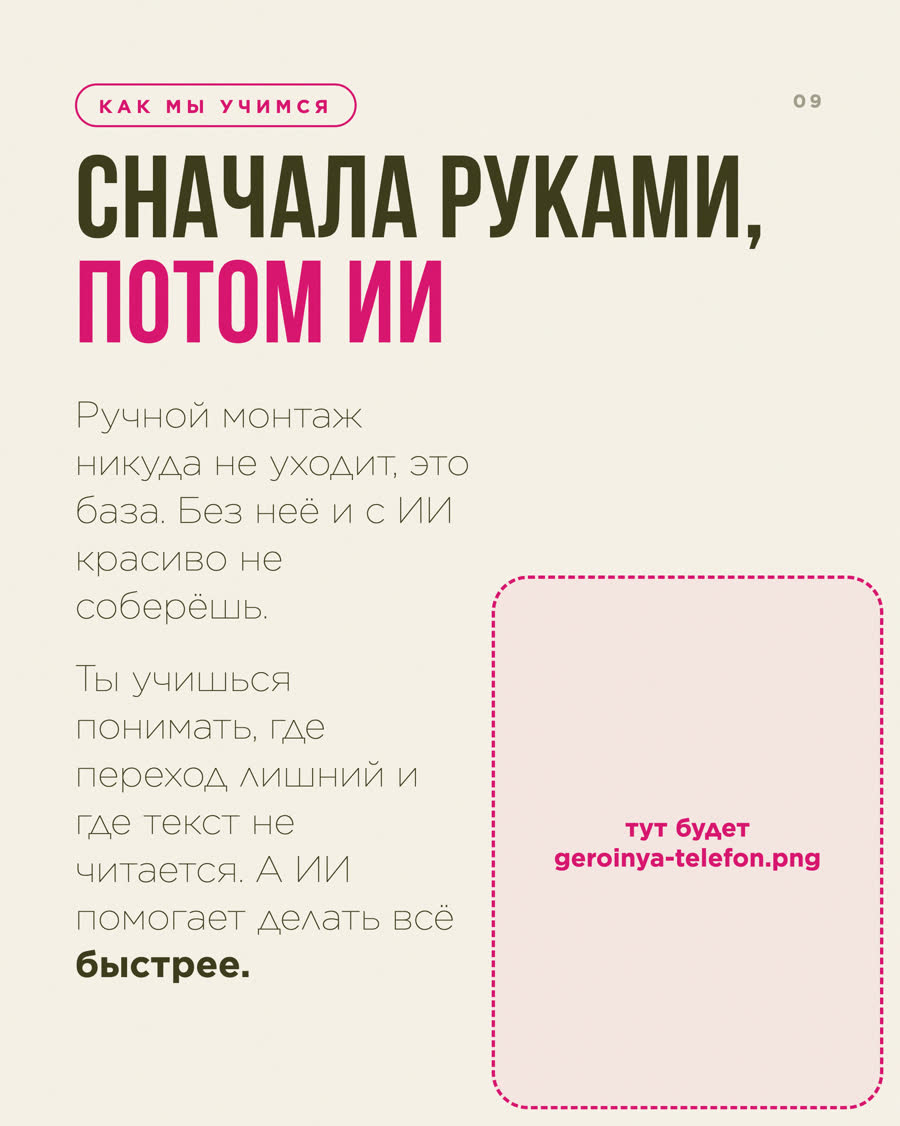 КАК МЫ УЧИМСЯ
09
СНАЧАЛА РУКАМИ,
ПОТОМ ИИ
Ручной монтаж
никуда не уходит, это
база. Без неё и с ИИ
красиво не
соберёшь.
Ты учишься
понимать, где
переход лишний и
где текст не
читается. А ИИ
помогает делать всё
быстрее.
тут будет
geroinya-telefon.png